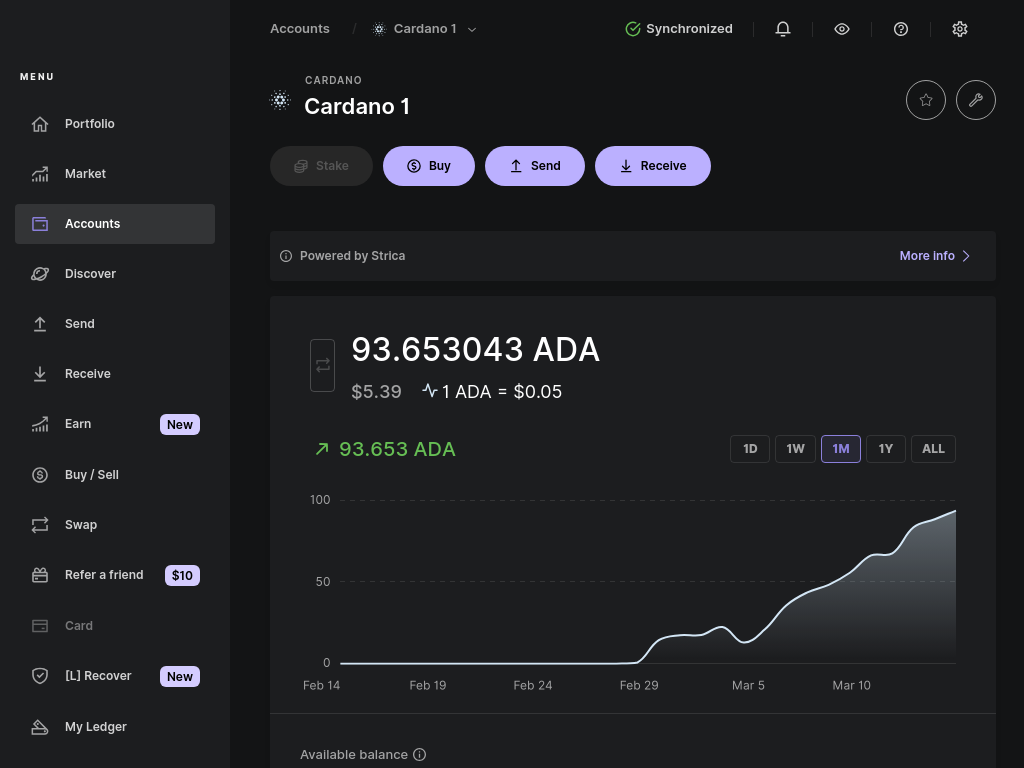 Accounts / Cardano 1
Synchronized
MENU
Portfolio
Market
Accounts
Discover
Send
Receive
Earn New
Buy / Sell
Swap
Refer a friend $10
Card
[L] Recover New
My Ledger
CARDANO
Cardano 1
Stake Buy Send Receive
Powered by Strica More info
93.653043 ADA
$5.39 1 ADA = $0.05
93.653 ADA
1D 1W 1M 1Y ALL
100
50
0
Feb 14 Feb 19 Feb 24 Feb 29 Mar 5 Mar 10
Available balance